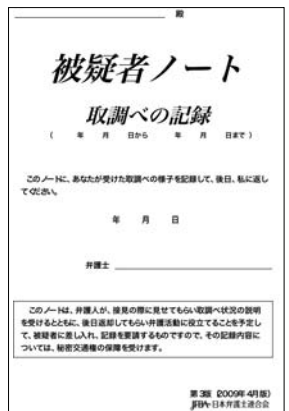 殿
被疑者ノート
取調べの記録
( 年 月 日から 年 月 日まで )
このノートに、あなたが受けた取調べの様子を記録して、後日、私に返し
てください。
年 月 日
弁護士
このノートは、弁護人が、接見の際に見せてもらい取調べ状況の説明
を受けるとともに、後日返却してもらい弁護活動に役立てることを予定し
て、被疑者に差し入れ、記録を要請するものですので、その記録内容に
ついては、秘密交通権の保障を受けます。
第3版 (2009年4月版)
JFBA 日本弁護士連合会